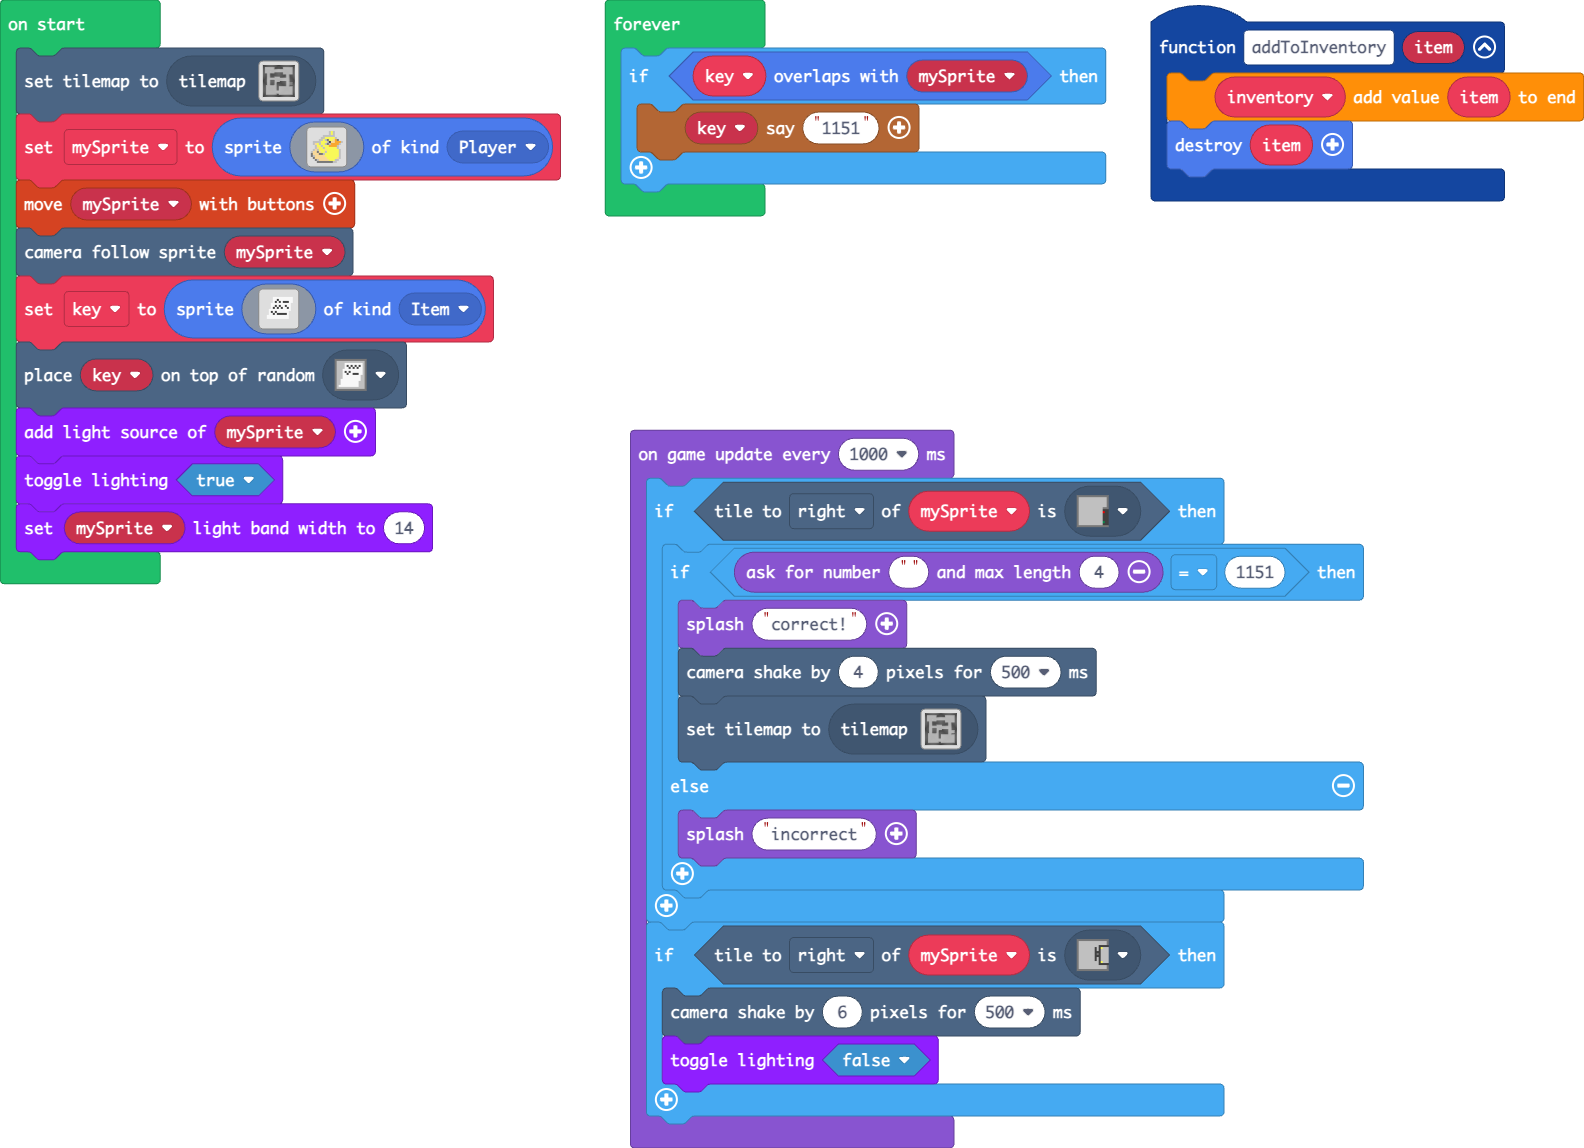 on start
set tilemap to tilemap
set mySprite to sprite of kind Player
move mySprite with buttons
camera follow sprite mySprite
set key to sprite of kind Item
place key on top of random
add light source of mySprite
toggle lighting true
set mySprite light band width to 14
forever
if key overlaps with mySprite then
key say "1151"
function addToInventory item
inventory add value item to end
destroy item
on game update every 1000 ms
if tile to right of mySprite is then
if ask for number "" and max length 4 = 1151 then
splash "correct!"
camera shake by 4 pixels for 500 ms
set tilemap to tilemap
else
splash "incorrect"
if tile to right of mySprite is then
camera shake by 6 pixels for 500 ms
toggle lighting false